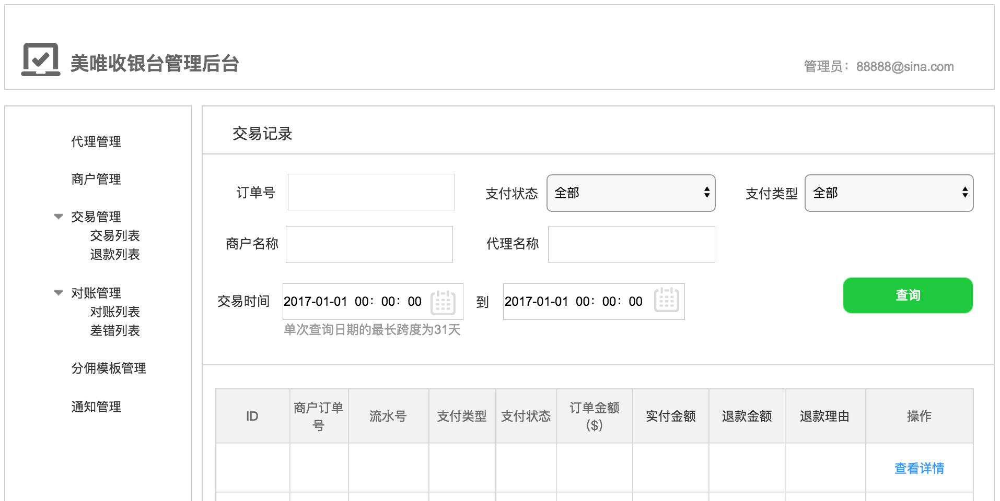 美唯收银台管理后台
管理员：88888@sina.com
代理管理
商户管理
交易管理
交易列表
退款列表
对账管理
对账列表
差错列表
分佣模板管理
通知管理
交易记录
订单号
支付状态 全部
支付类型 全部
商户名称
代理名称
交易时间 2017-01-01 00：00：00 到 2017-01-01 00：00：00
查询
单次查询日期的最长跨度为31天
ID
商户订单
号
流水号
支付类型
支付状态
订单金额
($)
实付金额
退款金额
退款理由
操作
查看详情